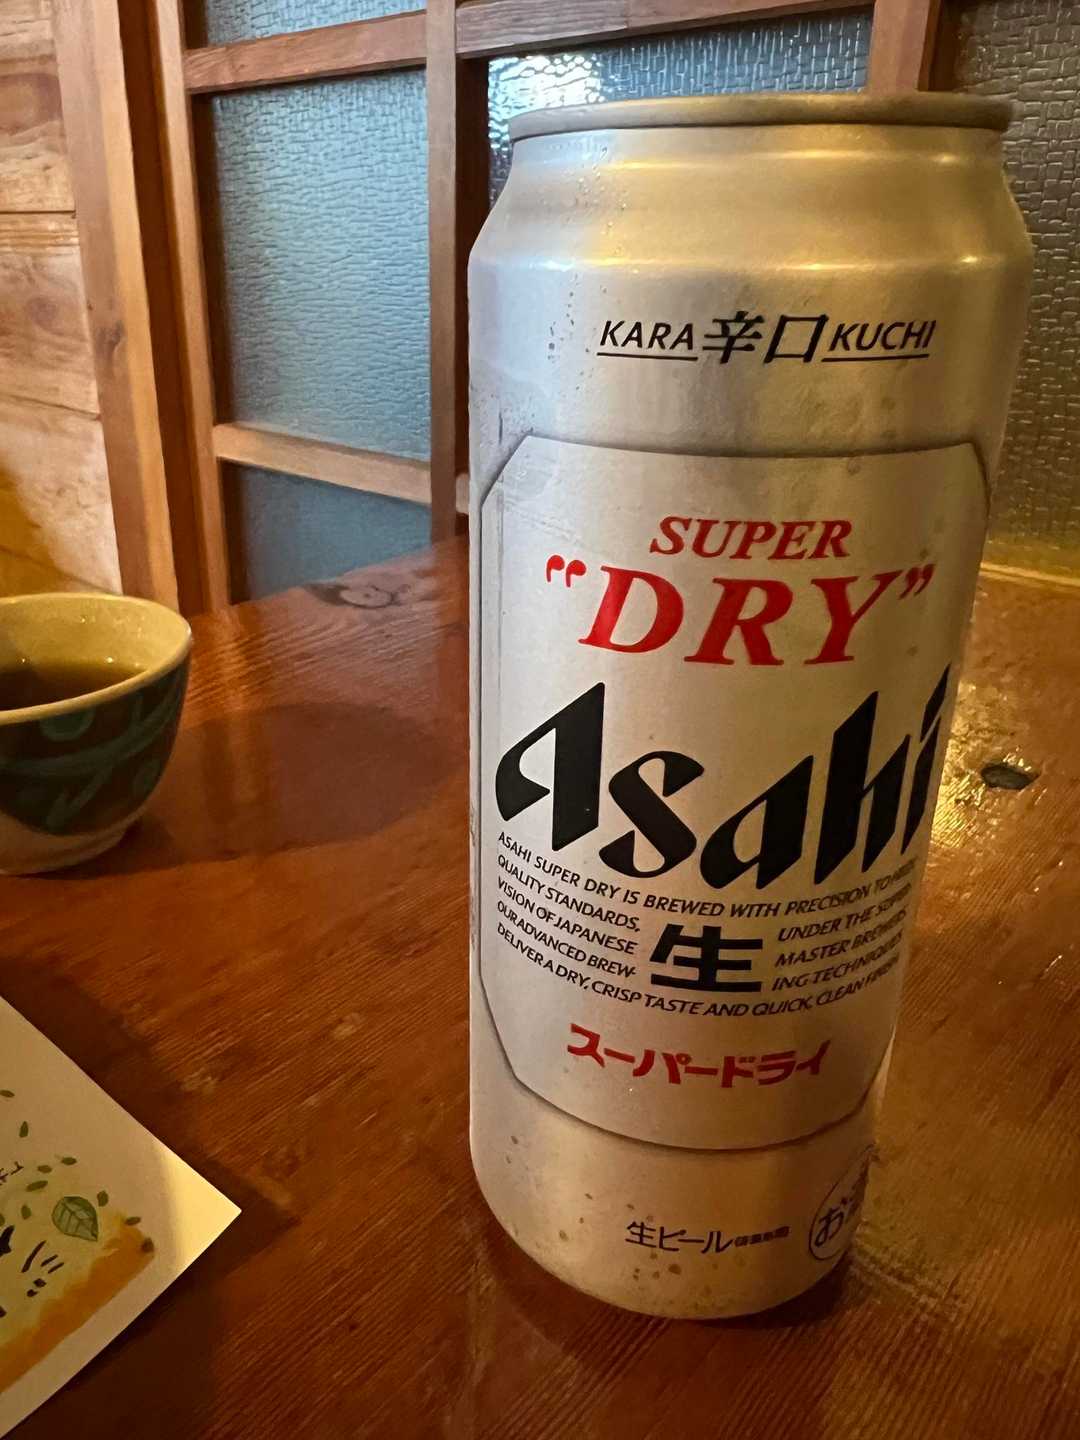 KARA 辛口 KUCHI
SUPER
"DRY"
Asahi
ASAHI SUPER DRY IS BREWED WITH PRECISION TO
QUALITY STANDARDS, UNDER THE
VISION OF JAPANESE MASTER BREWERS
OUR ADVANCED BREW- 生 ING TECHNIQUES
DELIVER A DRY, CRISP TASTE AND QUICK, CLEAN FINISH
スーパードライ
生ビール
お